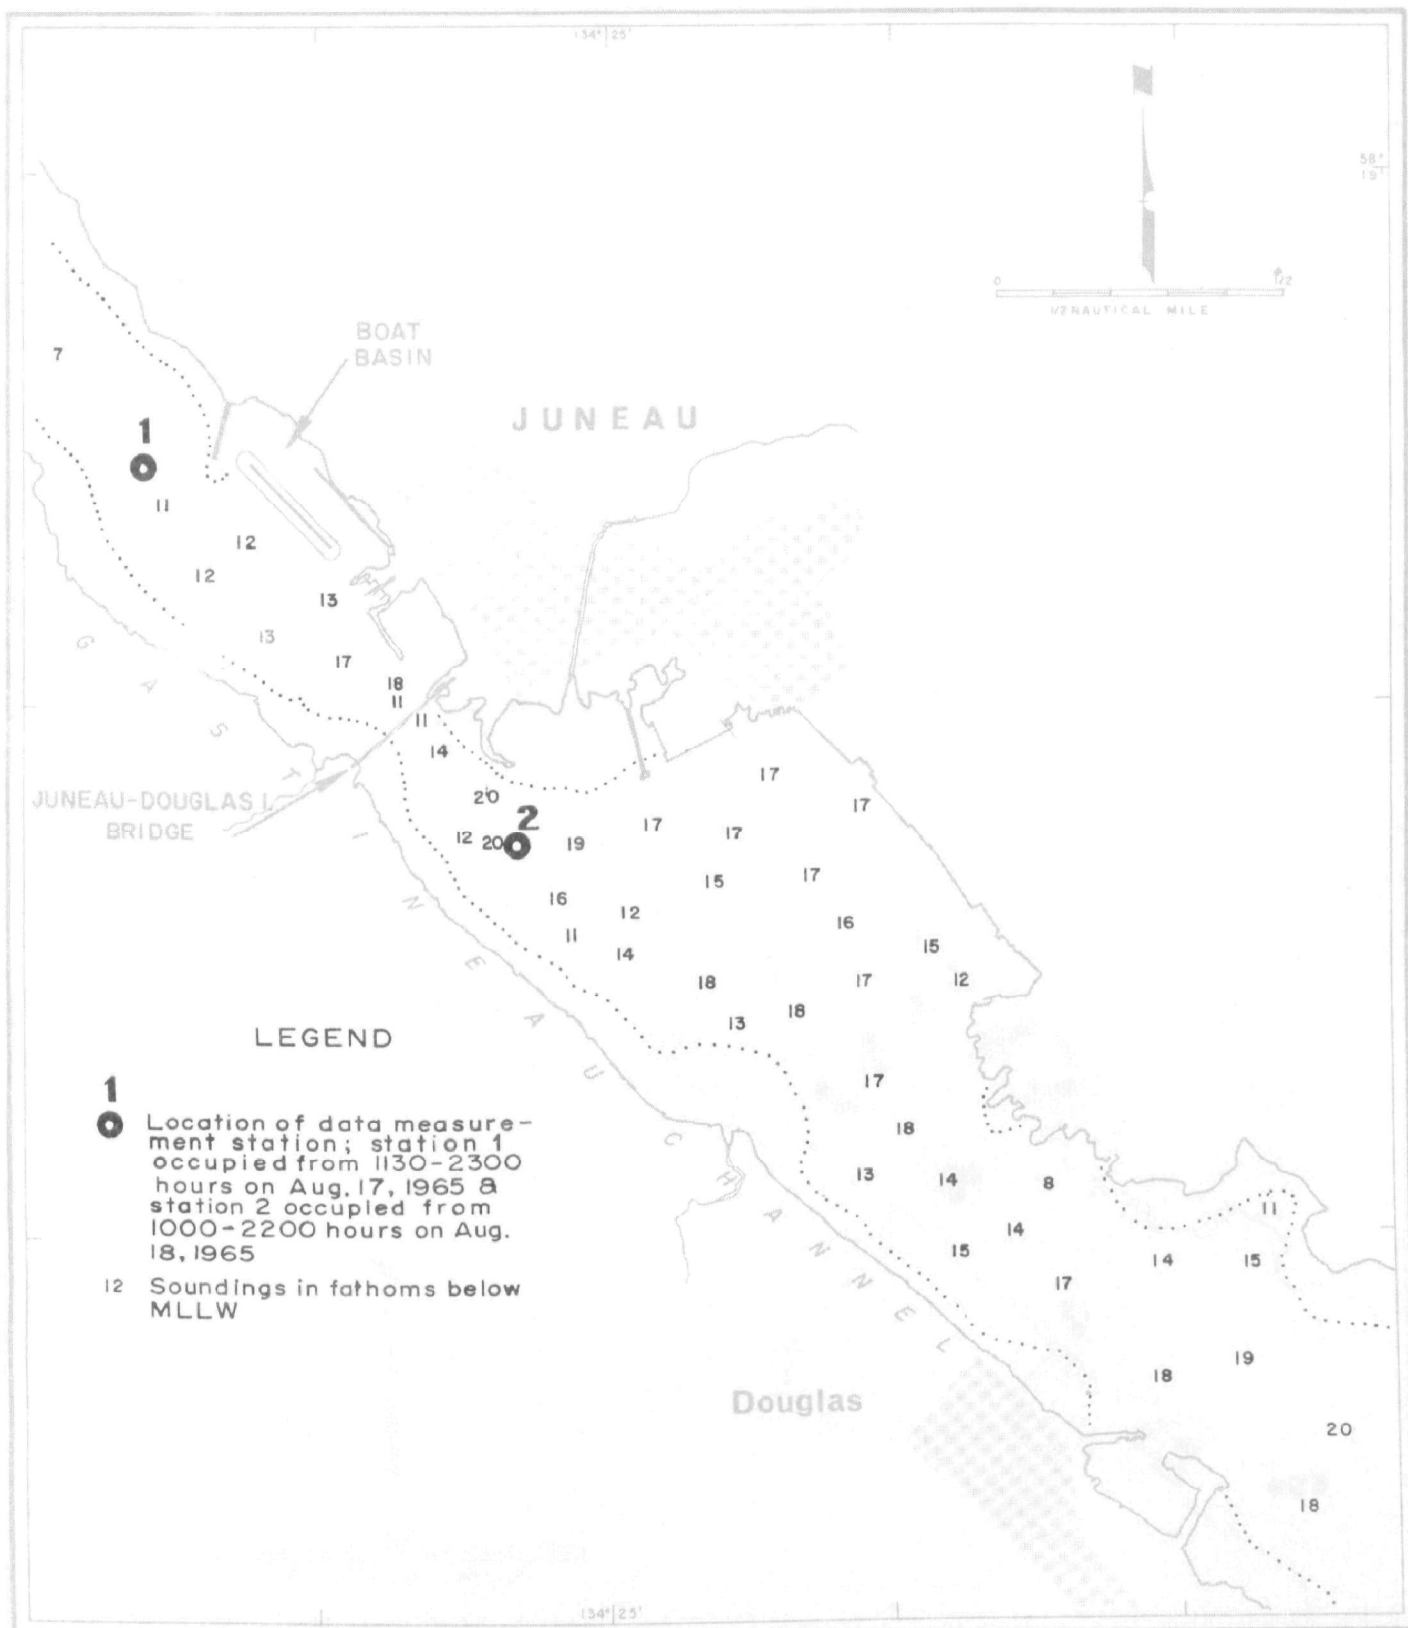 134° 25'
58°
19'
0 1/2
1/2 NAUTICAL MILE
BOAT
BASIN
JUNEAU
7
1
11
12
12
13
13
17
18
11
11
14
JUNEAU-DOUGLAS I.
BRIDGE
GASTINEAU CHANNEL
20
2
12 20 19
17
17
17
17
15
17
16
12
16
11
14
15
12
18
17
13
18
17
18
13
14
8
11
14
15
14
15
17
19
18
20
18
LEGEND
1
Location of data measure-
ment station; station 1
occupied from 1130-2300
hours on Aug. 17, 1965 &
station 2 occupied from
1000-2200 hours on Aug.
18, 1965
12 Soundings in fathoms below
MLLW
Douglas
134° 25'